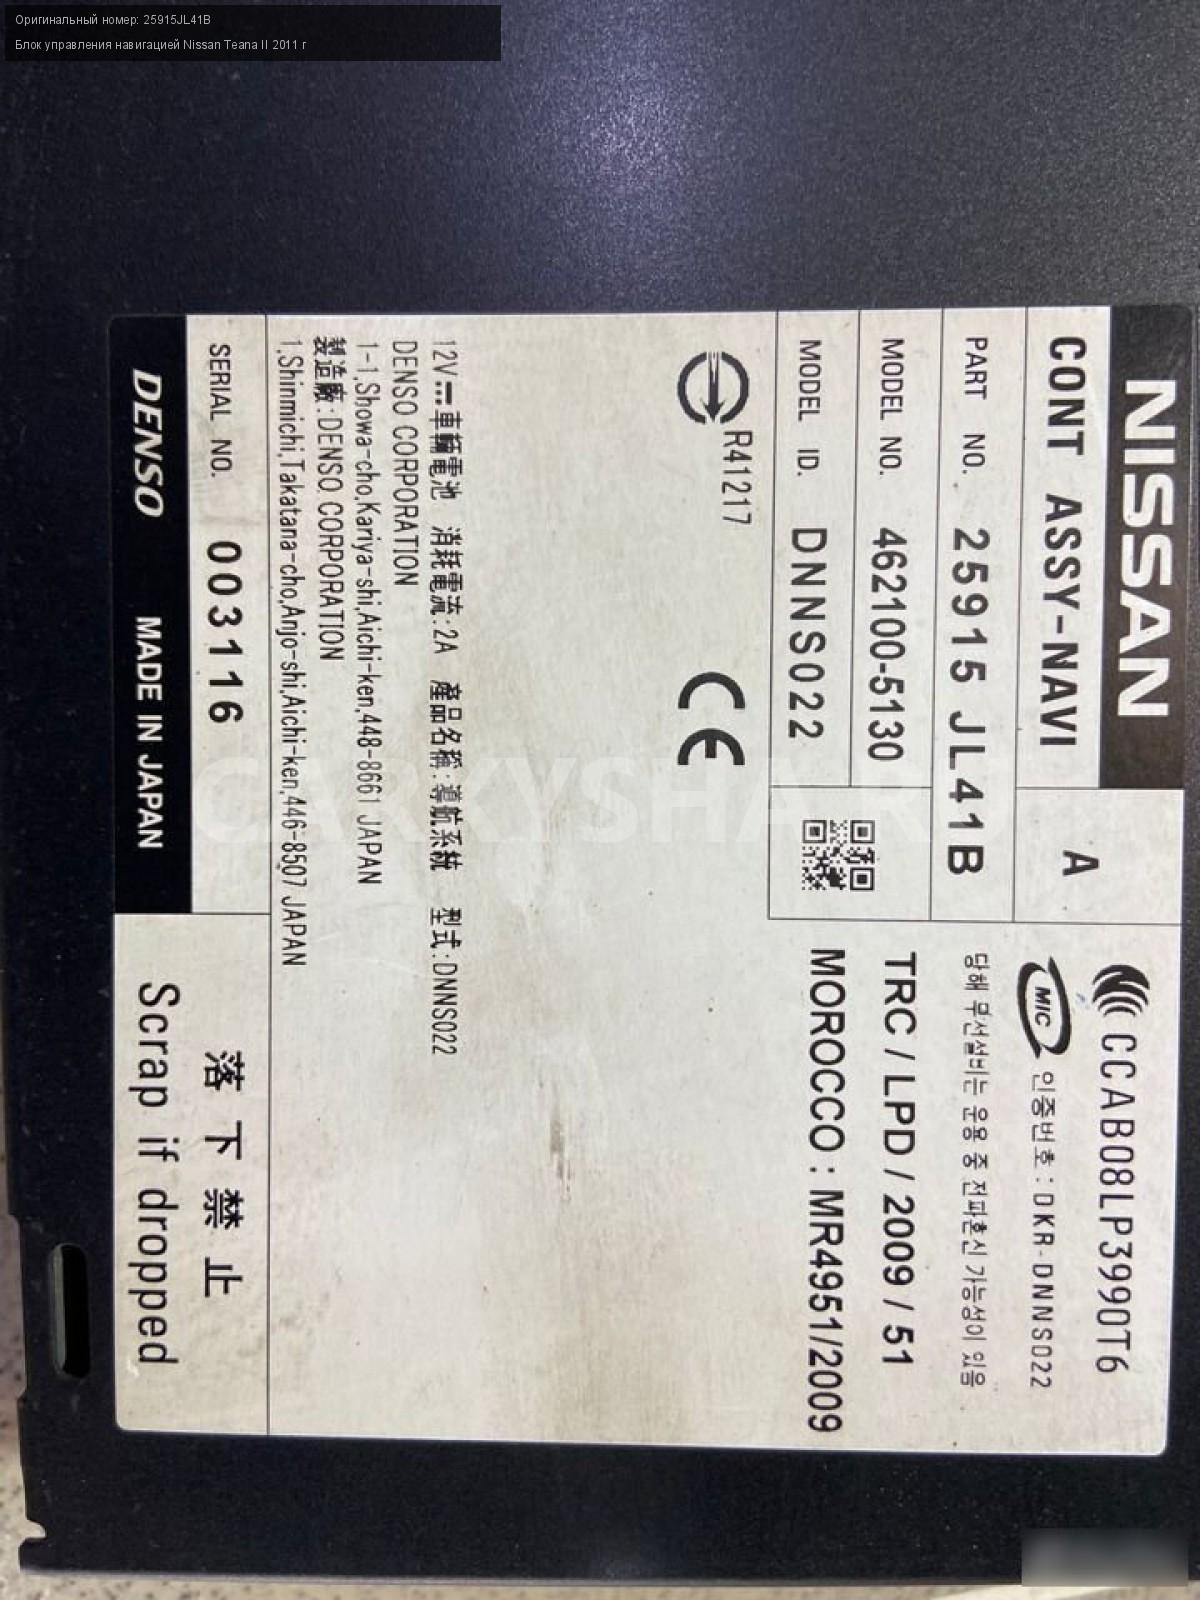 Оригинальный номер: 25915JL41B
Блок управления навигацией Nissan Teana II 2011 г
NISSAN
CONT ASSY-NAVI
A
PART NO. 25915 JL41B
MODEL NO. 462100-5130
MODEL ID. DNNS022
CCAB08LP3990T6
MIC 인증번호 : DKR-DNNS022
당해 무선설비는 운용 중 전파혼신 가능성이 있음
TRC / LPD / 2009 / 51
MOROCCO : MR4951/2009
R41217
CE
12V 車輛電池 消耗電流:2A 產品名稱:導航系統 型式:DNNS022
DENSO CORPORATION
1-1,Showa-cho,Kariya-shi,Aichi-ken,448-8661 JAPAN
製造廠:DENSO CORPORATION
1,Shinmichi,Takatana-cho,Anjo-shi,Aichi-ken,446-8507 JAPAN
SERIAL NO. 003116
DENSO MADE IN JAPAN
落下禁止
Scrap if dropped